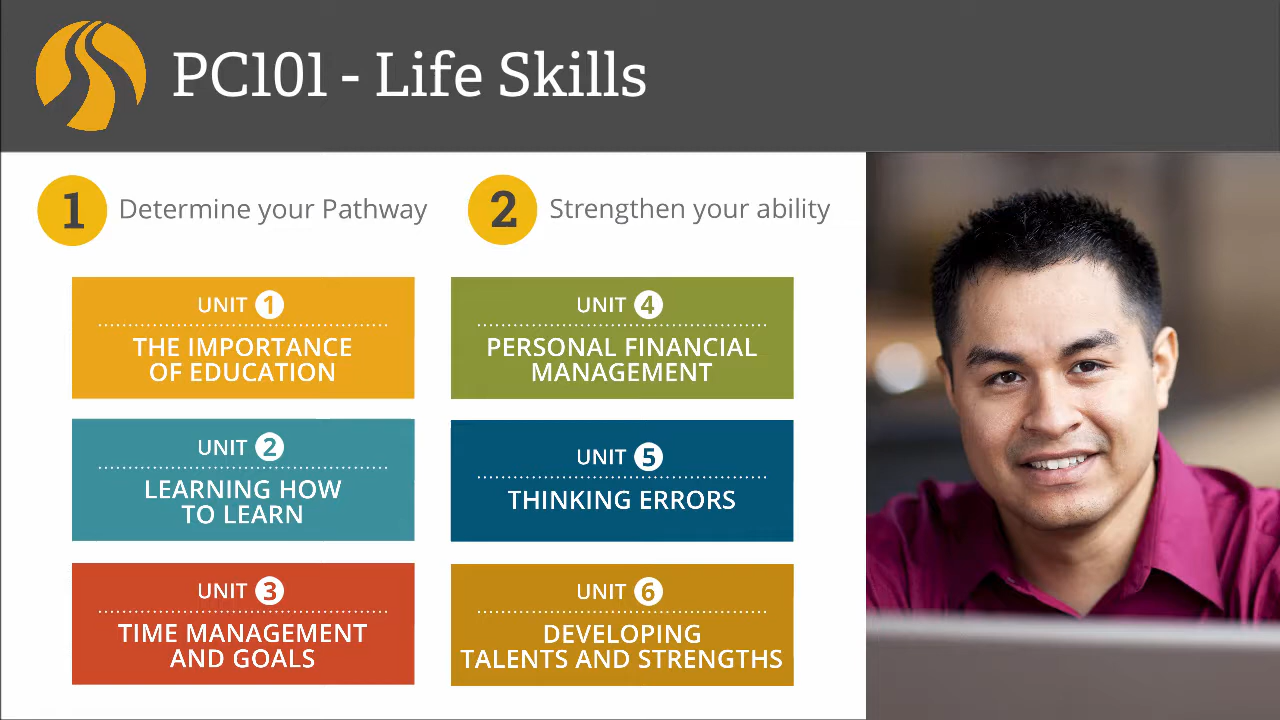 PC101 - Life Skills
1 Determine your Pathway
UNIT 1
THE IMPORTANCE
OF EDUCATION
UNIT 2
LEARNING HOW
TO LEARN
UNIT 3
TIME MANAGEMENT
AND GOALS
2 Strengthen your ability
UNIT 4
PERSONAL FINANCIAL
MANAGEMENT
UNIT 5
THINKING ERRORS
UNIT 6
DEVELOPING
TALENTS AND STRENGTHS